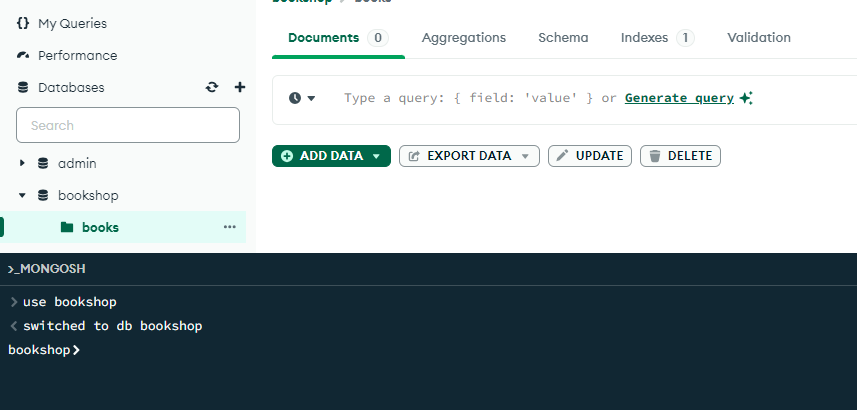 bookshop > books
My Queries
Performance
Databases
Search
admin
bookshop
books
Documents 0 Aggregations Schema Indexes 1 Validation
Type a query: { field: 'value' } or Generate query
ADD DATA EXPORT DATA UPDATE DELETE
>_MONGOSH
> use bookshop
< switched to db bookshop
bookshop>